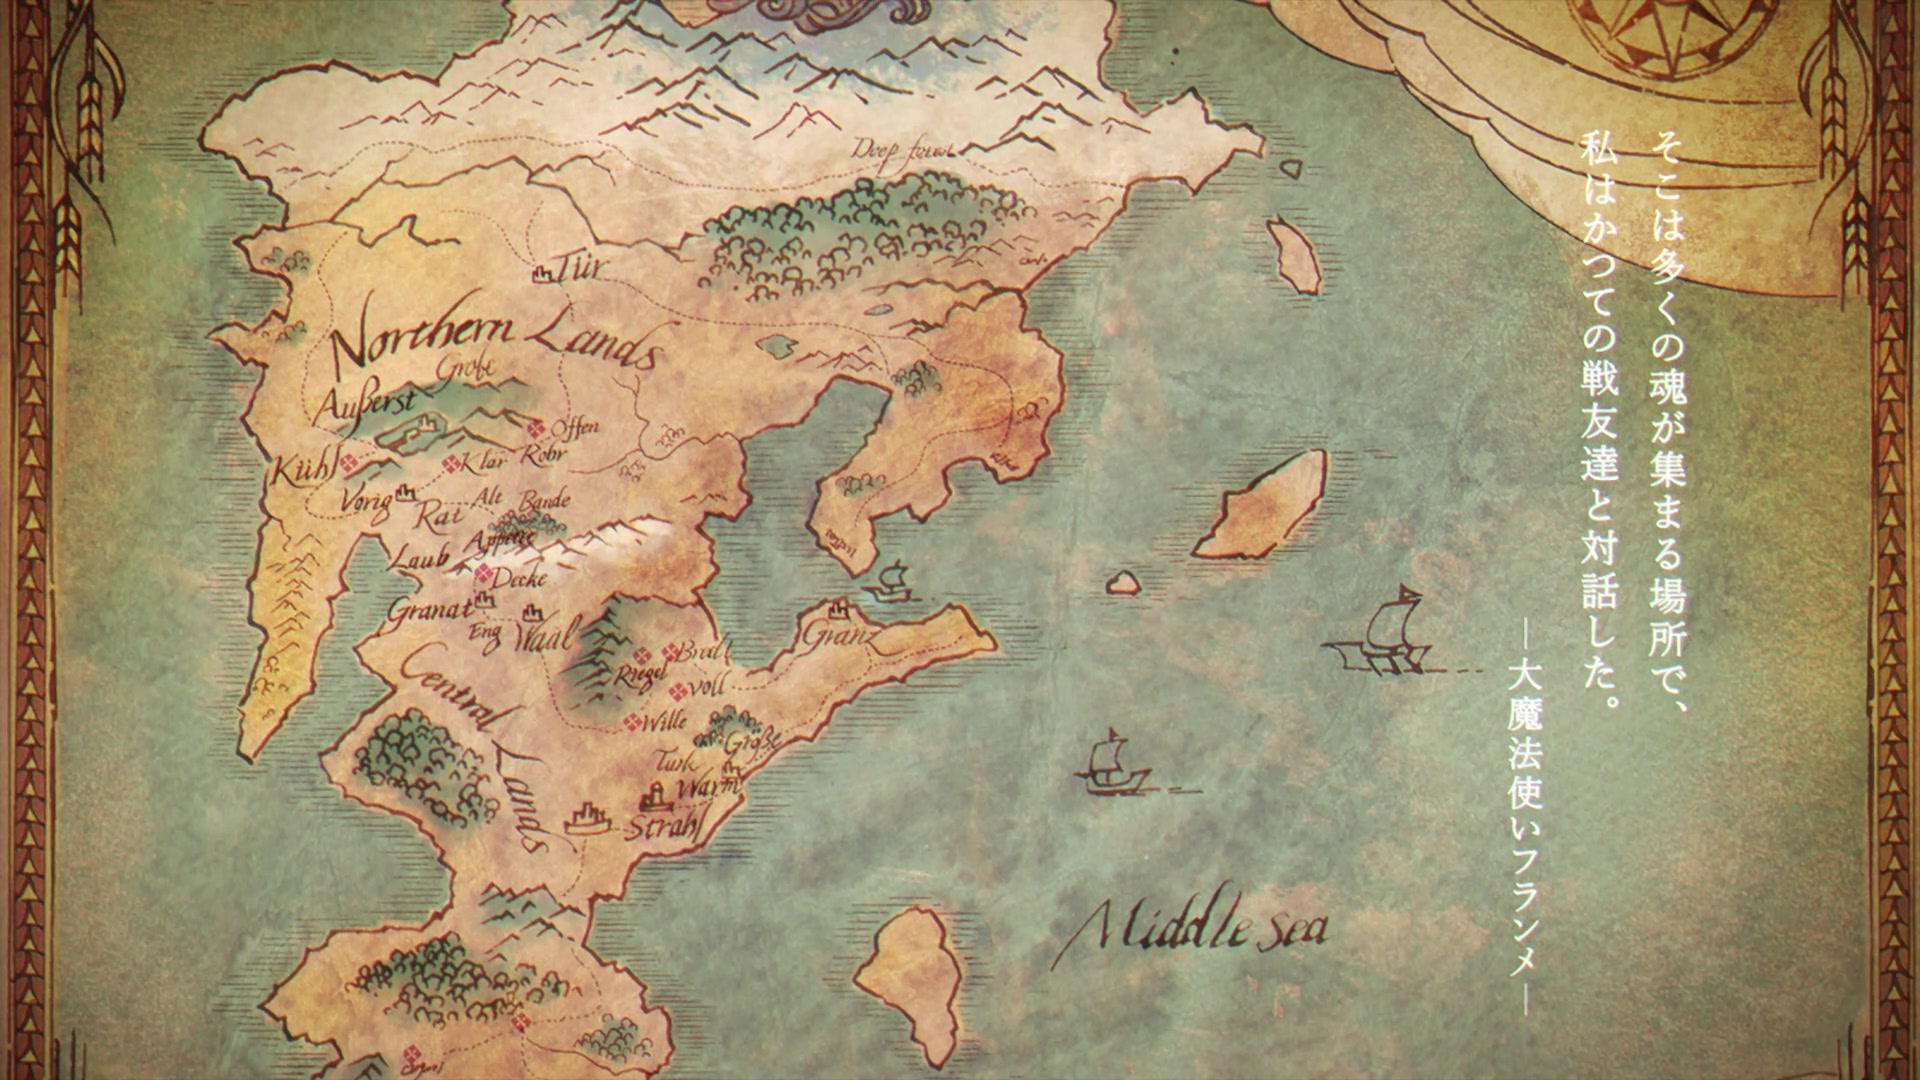 そこは多くの魂が集まる場所で、
私はかつての戦友達と対話した。
―大魔法使いフランメ―
Deep forest
Tür
Northern Lands
Grobe
Außerst
Offen
Kühl
Klar
Rohr
Vorig
Rai
Alt
Bande
Appetit
Laub
Decke
Granat
Eng
Waal
Granz
Central Lands
Riegel
Brull
Voll
Wille
Große
Turk
Warm
Strahl
Middle Sea